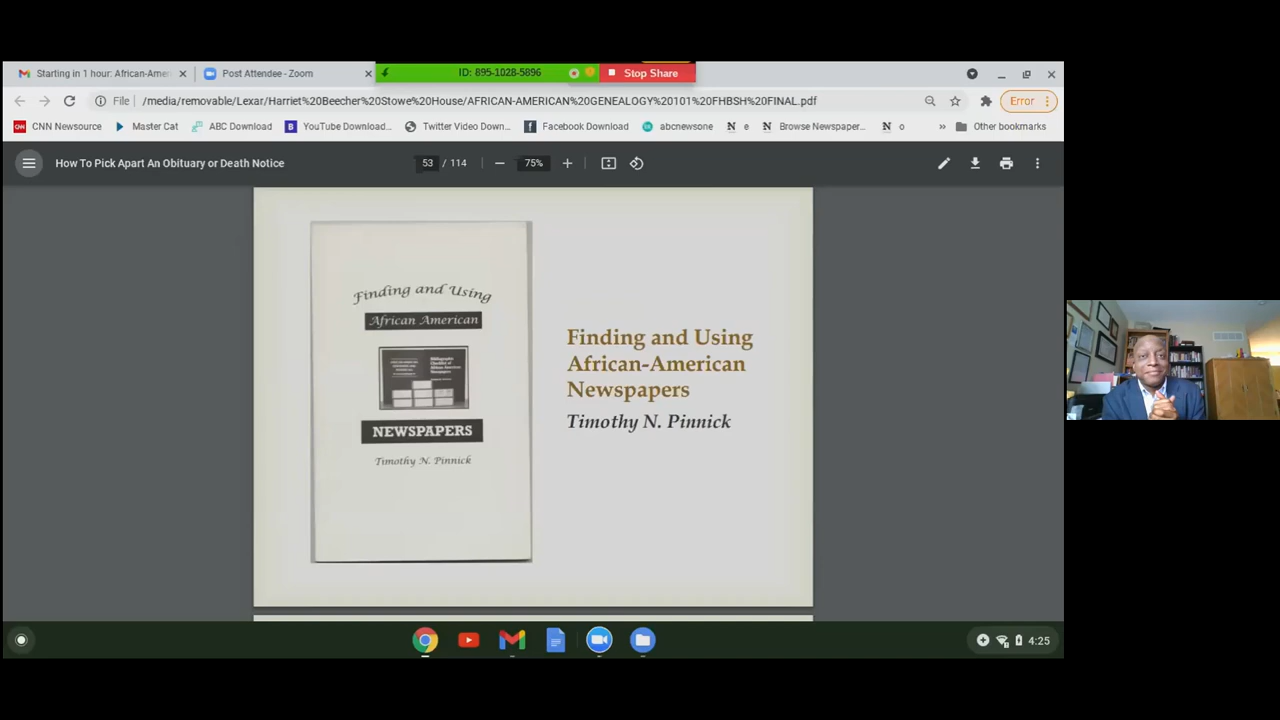 Starting in 1 hour: African-Amer
Post Attendee - Zoom
ID: 895-1028-5896
Stop Share
File
/media/removable/Lexar/Harriet%20Beecher%20Stowe%20House/AFRICAN-AMERICAN%20GENEALOGY%20101%20FHBSH%20FINAL.pdf
Error
CNN Newsource
Master Cat
ABC Download
YouTube Download...
Twitter Video Down...
Facebook Download
abcnewsone
e
Browse Newspaper...
o
»
Other bookmarks
How To Pick Apart An Obituary or Death Notice
53 / 114
75%
Finding and Using
African American
NEWSPAPERS
Timothy N. Pinnick
Finding and Using
African-American
Newspapers
Timothy N. Pinnick
4:25